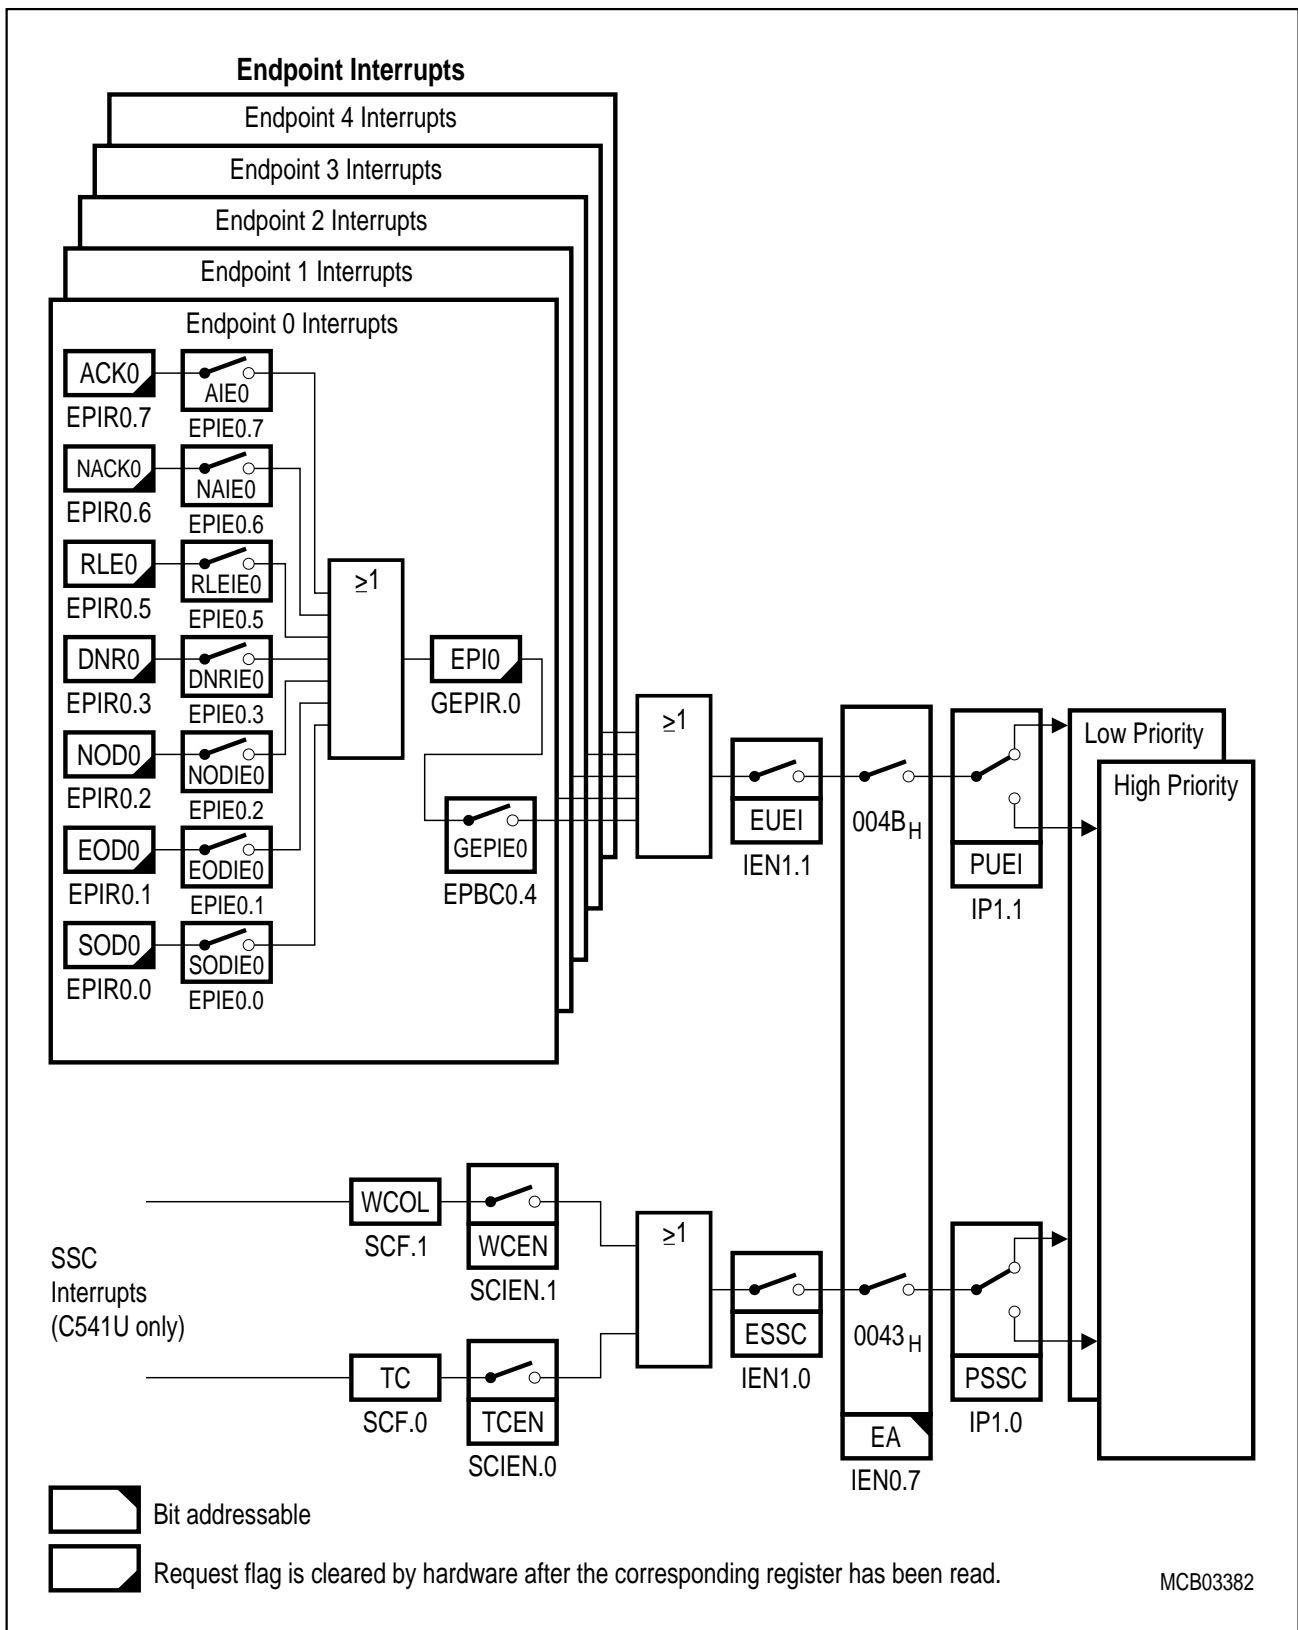 Endpoint Interrupts
Endpoint 4 Interrupts
Endpoint 3 Interrupts
Endpoint 2 Interrupts
Endpoint 1 Interrupts
Endpoint 0 Interrupts
ACK0
AIE0
EPIR0.7
EPIE0.7
NACK0
NAIE0
EPIR0.6
EPIE0.6
RLE0
RLEIE0
EPIR0.5
EPIE0.5
DNR0
DNRIE0
EPIR0.3
EPIE0.3
NOD0
NODIE0
EPIR0.2
EPIE0.2
EOD0
EODIE0
EPIR0.1
EPIE0.1
SOD0
SODIE0
EPIR0.0
EPIE0.0
≥1
EPI0
GEPIR.0
GEPIE0
EPBC0.4
≥1
EUEI
IEN1.1
004BH
PUEI
IP1.1
Low Priority
High Priority
SSC
Interrupts
(C541U only)
WCOL
SCF.1
WCEN
SCIEN.1
TC
SCF.0
TCEN
SCIEN.0
≥1
ESSC
IEN1.0
0043 H
EA
IEN0.7
PSSC
IP1.0
Bit addressable
Request flag is cleared by hardware after the corresponding register has been read.
MCB03382